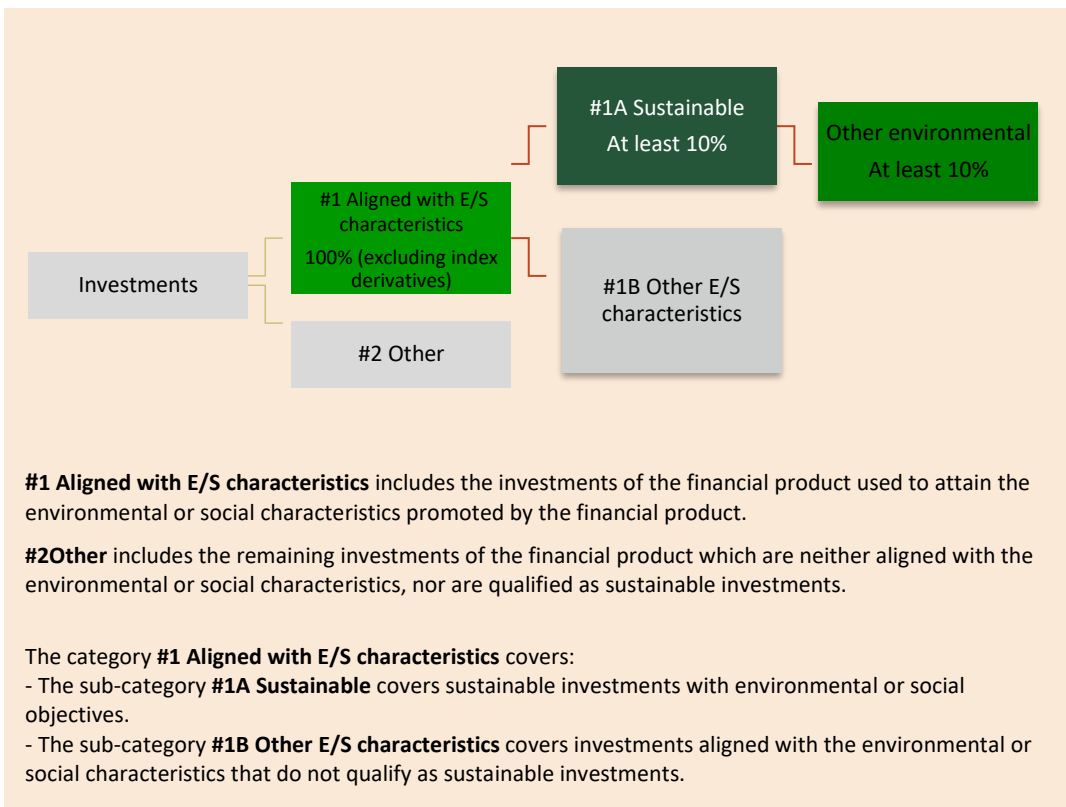 #1A Sustainable
At least 10%
Other environmental
At least 10%
#1 Aligned with E/S
characteristics
100% (excluding index
derivatives)
Investments
#1B Other E/S
characteristics
#2 Other
#1 Aligned with E/S characteristics includes the investments of the financial product used to attain the
environmental or social characteristics promoted by the financial product.
#2Other includes the remaining investments of the financial product which are neither aligned with the
environmental or social characteristics, nor are qualified as sustainable investments.
The category #1 Aligned with E/S characteristics covers:
- The sub-category #1A Sustainable covers sustainable investments with environmental or social
objectives.
- The sub-category #1B Other E/S characteristics covers investments aligned with the environmental or
social characteristics that do not qualify as sustainable investments.